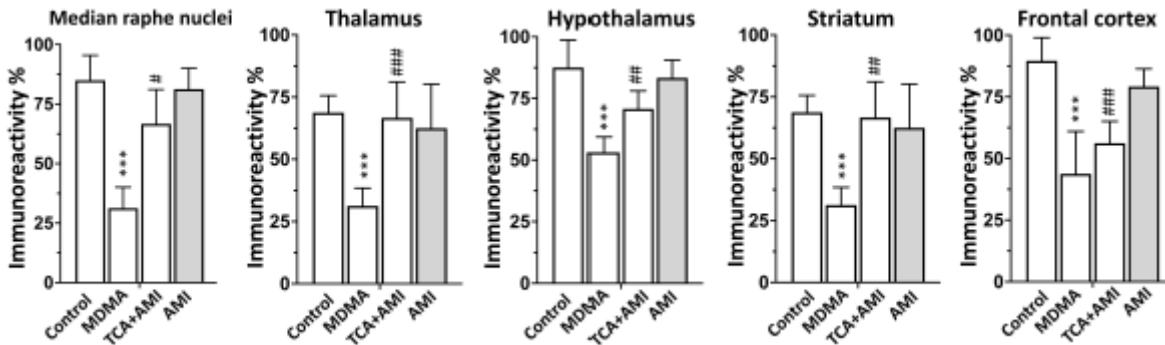 Median raphe nuclei
Immunoreactivity %
100
75
50
25
0
***
#
Control
MDMA
TCA+AMI
AMI
Thalamus
Immunoreactivity %
100
75
50
25
0
***
###
Control
MDMA
TCA+AMI
AMI
Hypothalamus
Immunoreactivity %
100
75
50
25
0
***
##
Control
MDMA
TCA+AMI
AMI
Striatum
Immunoreactivity %
100
75
50
25
0
***
##
Control
MDMA
TCA+AMI
AMI
Frontal cortex
Immunoreactivity %
100
75
50
25
0
***
###
Control
MDMA
TCA+AMI
AMI